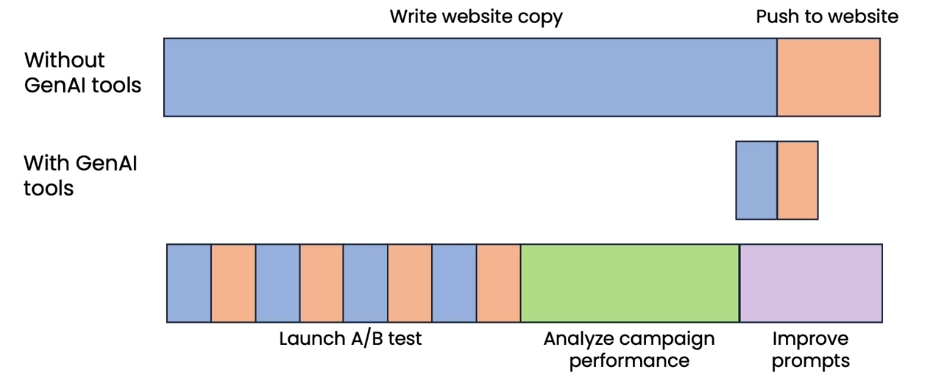 Write website copy
Push to website
Without
GenAI tools
With GenAI
tools
Launch A/B test
Analyze campaign
performance
Improve
prompts